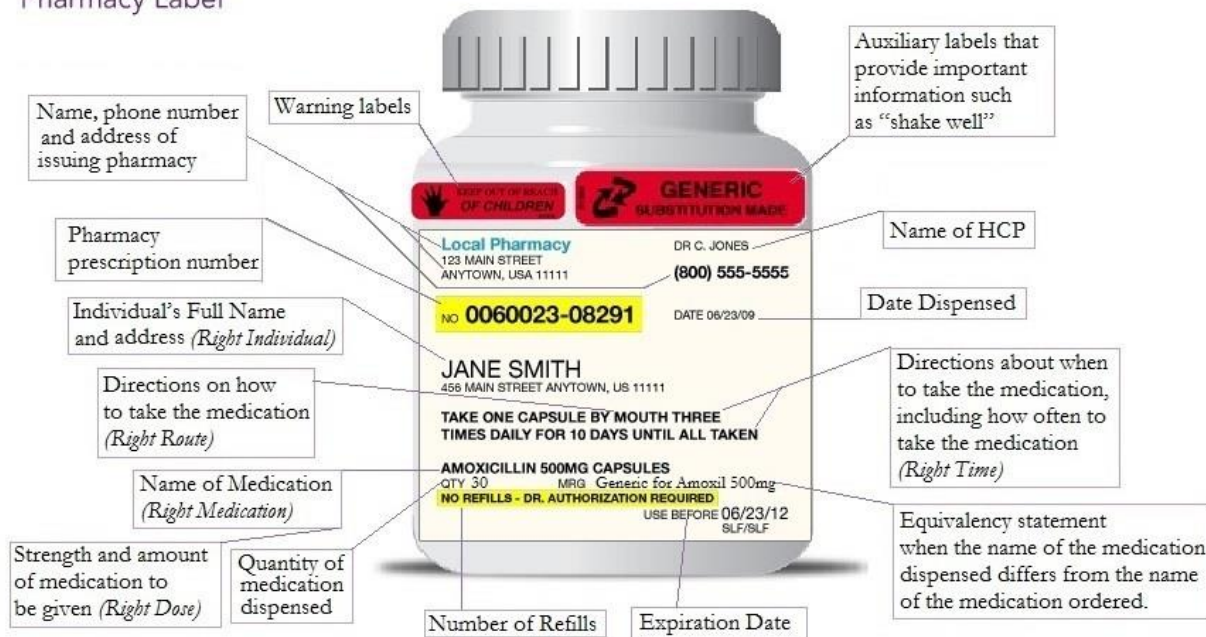 Pharmacy Label
Name, phone number
and address of
issuing pharmacy
Warning labels
Auxiliary labels that
provide important
information such
as “shake well”
KEEP OUT OF REACH
OF CHILDREN
GENERIC
SUBSTITUTION MADE
Pharmacy
prescription number
Name of HCP
Local Pharmacy
123 MAIN STREET
ANYTOWN, USA 11111
DR C. JONES
(800) 555-5555
NO 0060023-08291
DATE 06/23/09
Date Dispensed
Individual’s Full Name
and address (Right Individual)
JANE SMITH
456 MAIN STREET ANYTOWN, US 11111
Directions on how
to take the medication
(Right Route)
Directions about when
to take the medication,
including how often to
take the medication
(Right Time)
TAKE ONE CAPSULE BY MOUTH THREE
TIMES DAILY FOR 10 DAYS UNTIL ALL TAKEN
AMOXICILLIN 500MG CAPSULES
QTY 30 MRG Generic for Amoxil 500mg
NO REFILLS - DR. AUTHORIZATION REQUIRED
USE BEFORE 06/23/12
SLF/SLF
Name of Medication
(Right Medication)
Strength and amount
of medication to
be given (Right Dose)
Quantity of
medication
dispensed
Number of Refills
Expiration Date
Equivalency statement
when the name of the medication
dispensed differs from the name
of the medication ordered.